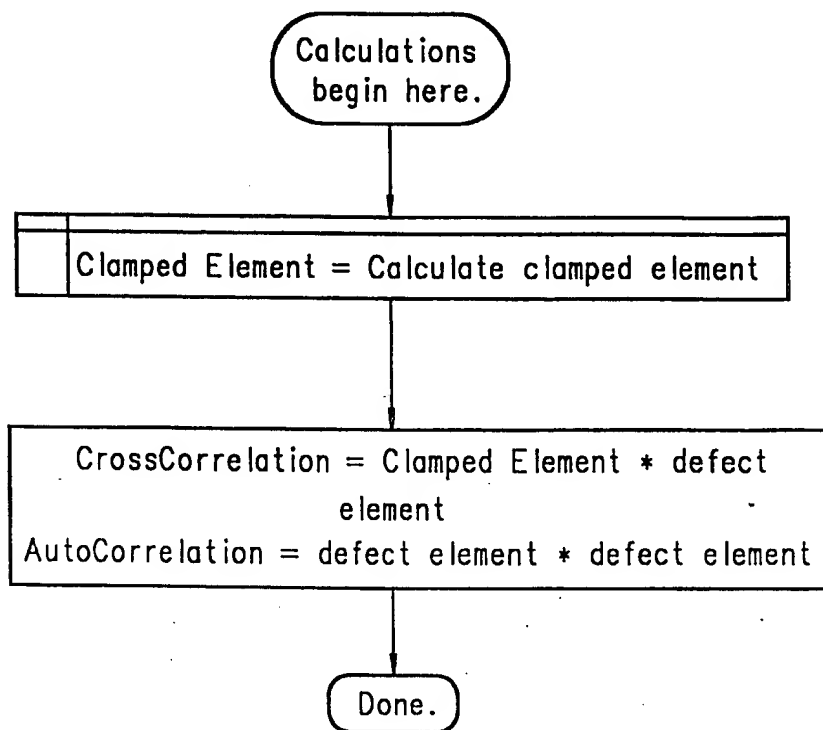 Calculations
begin here.
Clamped Element = Calculate clamped element
CrossCorrelation = Clamped Element * defect
element
AutoCorrelation = defect element * defect element
Done.